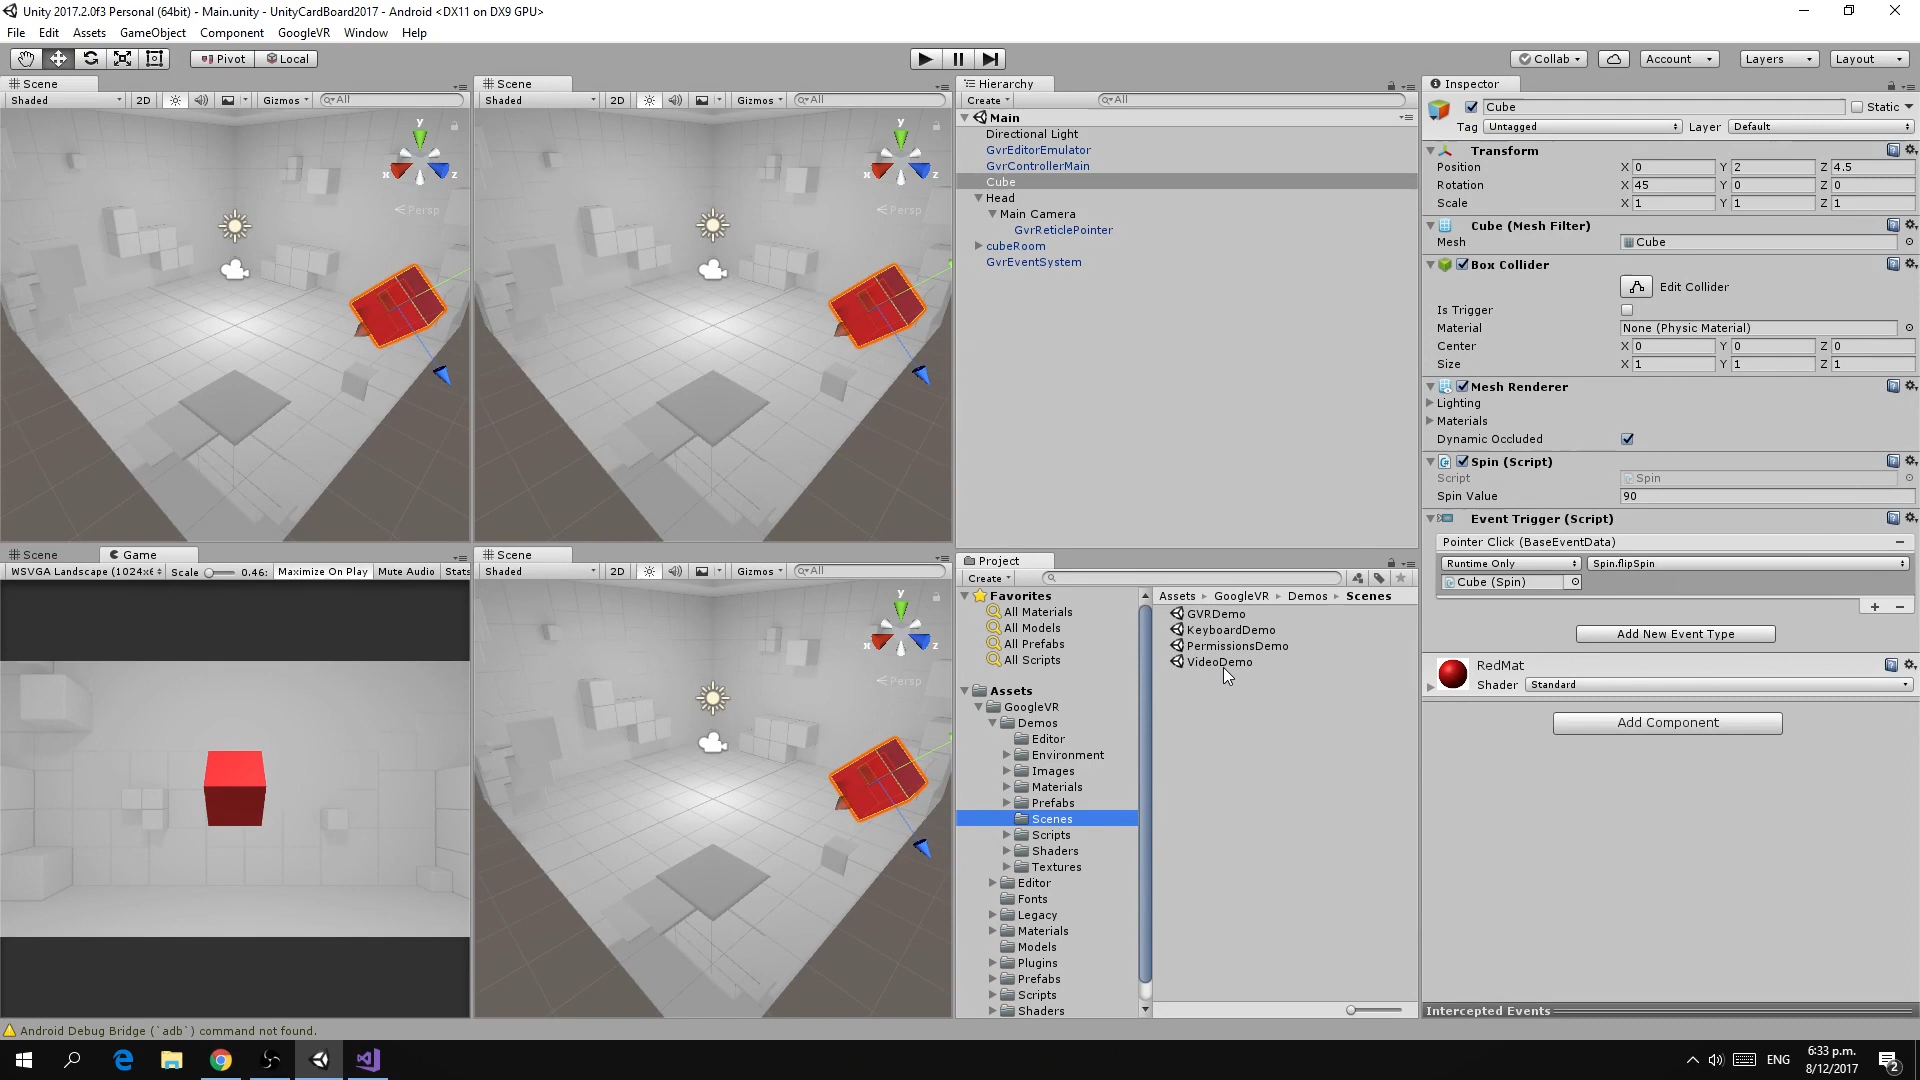 Unity 2017.2.0f3 Personal (64bit) - Main.unity - UnityCardBoard2017 - Android <DX11 on DX9 GPU>
File Edit Assets GameObject Component GoogleVR Window Help
Pivot Local Collab Account Layers Layout
Scene
Shaded 2D Gizmos All
y
x z
Persp
Scene
Shaded 2D Gizmos All
y
x z
Persp
Scene Game
WSVGA Landscape (1024x6 Scale 0.46: Maximize On Play Mute Audio Stats
Scene
Shaded 2D Gizmos All
y
x z
Persp
Hierarchy
Create All
Main
Directional Light
GvrEditorEmulator
GvrControllerMain
Cube
Head
Main Camera
GvrReticlePointer
cubeRoom
GvrEventSystem
Project
Create
Favorites
All Materials
All Models
All Prefabs
All Scripts
Assets
GoogleVR
Demos
Editor
Environment
Images
Materials
Prefabs
Scenes
Scripts
Shaders
Textures
Editor
Fonts
Legacy
Materials
Models
Plugins
Prefabs
Scripts
Shaders
Assets GoogleVR Demos Scenes
GVRDemo
KeyboardDemo
PermissionsDemo
VideoDemo
Inspector
Cube Static
Tag Untagged Layer Default
Transform
Position X 0 Y 2 Z 4.5
Rotation X 45 Y 0 Z 0
Scale X 1 Y 1 Z 1
Cube (Mesh Filter)
Mesh Cube
Box Collider
Edit Collider
Is Trigger
Material None (Physic Material)
Center X 0 Y 0 Z 0
Size X 1 Y 1 Z 1
Mesh Renderer
Lighting
Materials
Dynamic Occluded
Spin (Script)
Script Spin
Spin Value 90
Event Trigger (Script)
Pointer Click (BaseEventData)
Runtime Only Spin.flipSpin
Cube (Spin)
Add New Event Type
RedMat
Shader Standard
Add Component
Intercepted Events
Android Debug Bridge (`adb`) command not found.
ENG 6:33 p.m.
8/12/2017
2